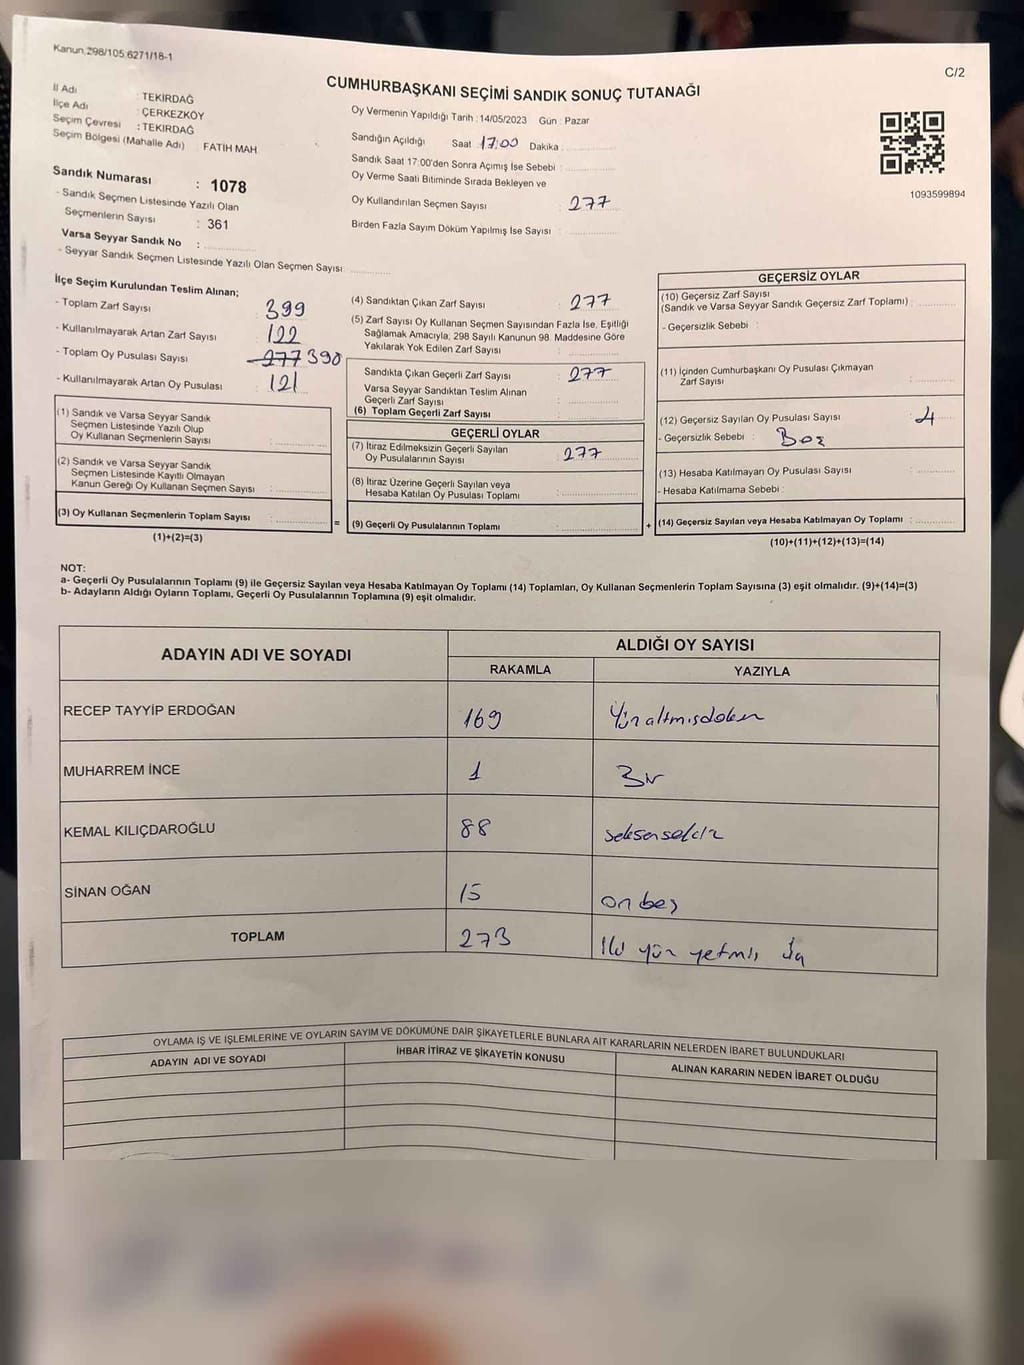 Kanun 298/105 6271/18-1
C/2
CUMHURBAŞKANI SEÇİMİ SANDIK SONUÇ TUTANAĞI
İl Adı : TEKİRDAĞ
İlçe Adı : ÇERKEZKÖY
Seçim Çevresi : TEKİRDAĞ
Seçim Bölgesi (Mahalle Adı) : FATİH MAH.
Sandık Numarası : 1078
- Sandık Seçmen Listesinde Yazılı Olan
Seçmenlerin Sayısı : 361
Varsa Seyyar Sandık No :
- Seyyar Sandık Seçmen Listesinde Yazılı Olan Seçmen Sayısı
Oy Vermenin Yapıldığı Tarih : 14/05/2023 Gün : Pazar
Sandığın Açıldığı Saat 17:00 Dakika :
Sandık Saat 17:00'den Sonra Açımış İse Sebebi :
Oy Verme Saati Bitiminde Sırada Bekleyen ve
Oy Kullandırılan Seçmen Sayısı : 277
Birden Fazla Sayım Döküm Yapılmış İse Sayısı :
1093599894
İlçe Seçim Kurulundan Teslim Alınan;
- Toplam Zarf Sayısı : 399
- Kullanılmayarak Artan Zarf Sayısı : 122
- Toplam Oy Pusulası Sayısı : 277 398
- Kullanılmayarak Artan Oy Pusulası : 121
(1) Sandık ve Varsa Seyyar Sandık
Seçmen Listesinde Yazılı Olup
Oy Kullanan Seçmenlerin Sayısı :
(2) Sandık ve Varsa Seyyar Sandık
Seçmen Listesinde Kayıtlı Olmayan
Kanun Gereği Oy Kullanan Seçmen Sayısı :
(3) Oy Kullanan Seçmenlerin Toplam Sayısı :
(1)+(2)=(3)
=
(4) Sandıktan Çıkan Zarf Sayısı : 277
(5) Zarf Sayısı Oy Kullanan Seçmen Sayısından Fazla İse, Eşitliği
Sağlamak Amacıyla, 298 Sayılı Kanunun 98. Maddesine Göre
Yakılarak Yok Edilen Zarf Sayısı :
Sandıkta Çıkan Geçerli Zarf Sayısı : 277
Varsa Seyyar Sandıktan Teslim Alınan
Geçerli Zarf Sayısı :
(6) Toplam Geçerli Zarf Sayısı :
GEÇERLİ OYLAR
(7) İtiraz Edilmeksizin Geçerli Sayılan
Oy Pusulalarının Sayısı : 277
(8) İtiraz Üzerine Geçerli Sayılan veya
Hesaba Katılan Oy Pusulası Toplamı :
(9) Geçerli Oy Pusulalarının Toplamı :
+
GEÇERSİZ OYLAR
(10) Geçersiz Zarf Sayısı
(Sandık ve Varsa Seyyar Sandık Geçersiz Zarf Toplamı) :
- Geçersizlik Sebebi :
(11) İçinden Cumhurbaşkanı Oy Pusulası Çıkmayan
Zarf Sayısı :
(12) Geçersiz Sayılan Oy Pusulası Sayısı : 4
- Geçersizlik Sebebi : Boş
(13) Hesaba Katılmayan Oy Pusulası Sayısı :
- Hesaba Katılmama Sebebi :
(14) Geçersiz Sayılan veya Hesaba Katılmayan Oy Toplamı :
(10)+(11)+(12)+(13)=(14)
NOT:
a- Geçerli Oy Pusulalarının Toplamı (9) ile Geçersiz Sayılan veya Hesaba Katılmayan Oy Toplamı (14) Toplamları, Oy Kullanan Seçmenlerin Toplam Sayısına (3) eşit olmalıdır. (9)+(14)=(3)
b- Adayların Aldığı Oyların Toplamı, Geçerli Oy Pusulalarının Toplamına (9) eşit olmalıdır.
ADAYIN ADI VE SOYADI
ALDIĞI OY SAYISI
RAKAMLA YAZIYLA
RECEP TAYYİP ERDOĞAN 169 Yüzaltmışdokuz
MUHARREM İNCE 1 Bir
KEMAL KILIÇDAROĞLU 88 seksensekiz
SİNAN OĞAN 15 on beş
TOPLAM 273 İki yüz yetmiş üç
OYLAMA İŞ VE İŞLEMLERİNE VE OYLARIN SAYIM VE DÖKÜMÜNE DAİR ŞİKAYETLERLE BUNLARA AİT KARARLARIN NELERDEN İBARET BULUNDUKLARI
ADAYIN ADI VE SOYADI İHBAR İTİRAZ VE ŞİKAYETİN KONUSU ALINAN KARARIN NEDEN İBARET OLDUĞU